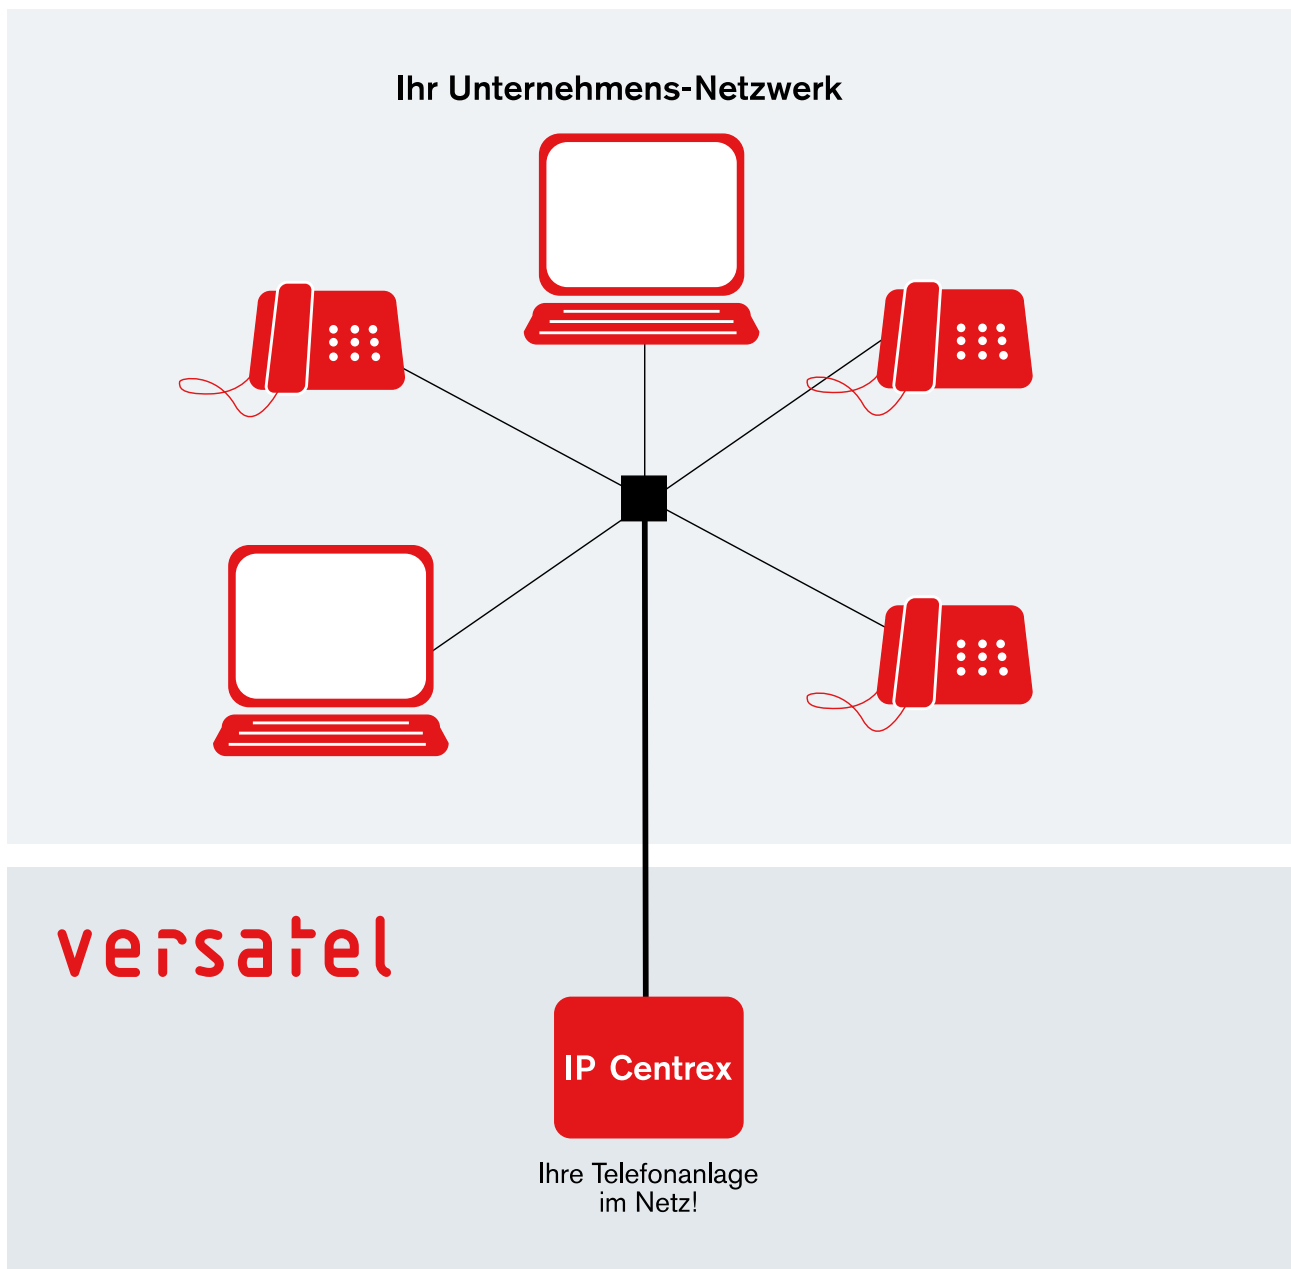 Ihr Unternehmens-Netzwerk
versatel
IP Centrex
Ihre Telefonanlage
im Netz!